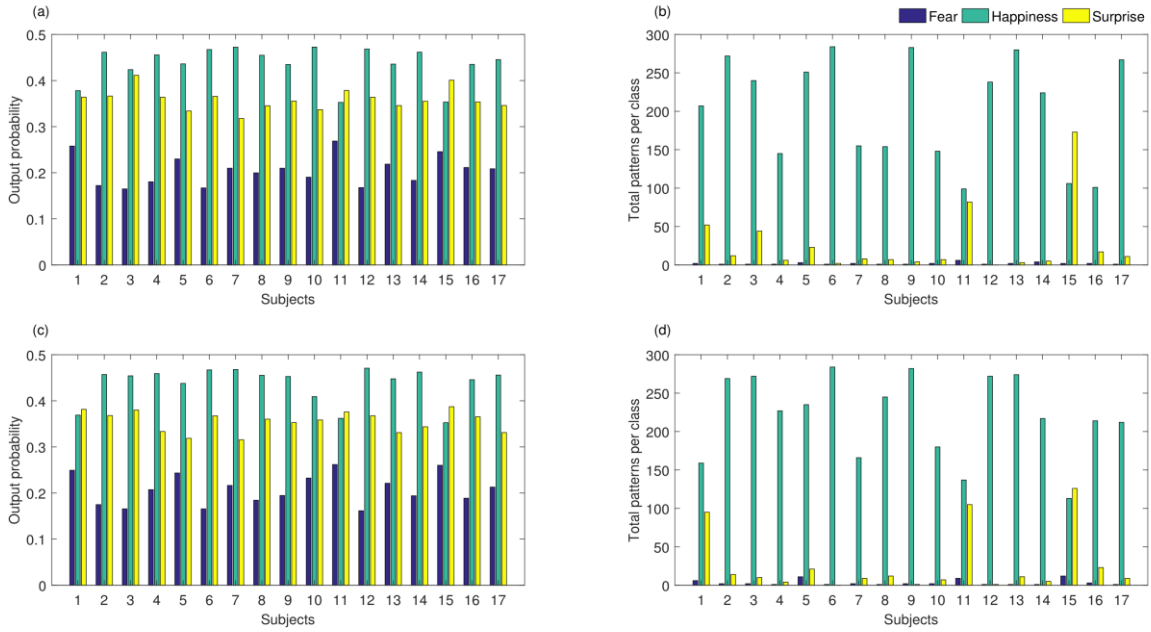 (a)
(b)
Fear Happiness Surprise
0.5
0.4
0.3
0.2
0.1
0
Output probability
1 2 3 4 5 6 7 8 9 10 11 12 13 14 15 16 17
Subjects
300
250
200
150
100
50
0
Total patterns per class
1 2 3 4 5 6 7 8 9 10 11 12 13 14 15 16 17
Subjects
(c)
0.5
0.4
0.3
0.2
0.1
0
Output probability
1 2 3 4 5 6 7 8 9 10 11 12 13 14 15 16 17
Subjects
(d)
300
250
200
150
100
50
0
Total patterns per class
1 2 3 4 5 6 7 8 9 10 11 12 13 14 15 16 17
Subjects